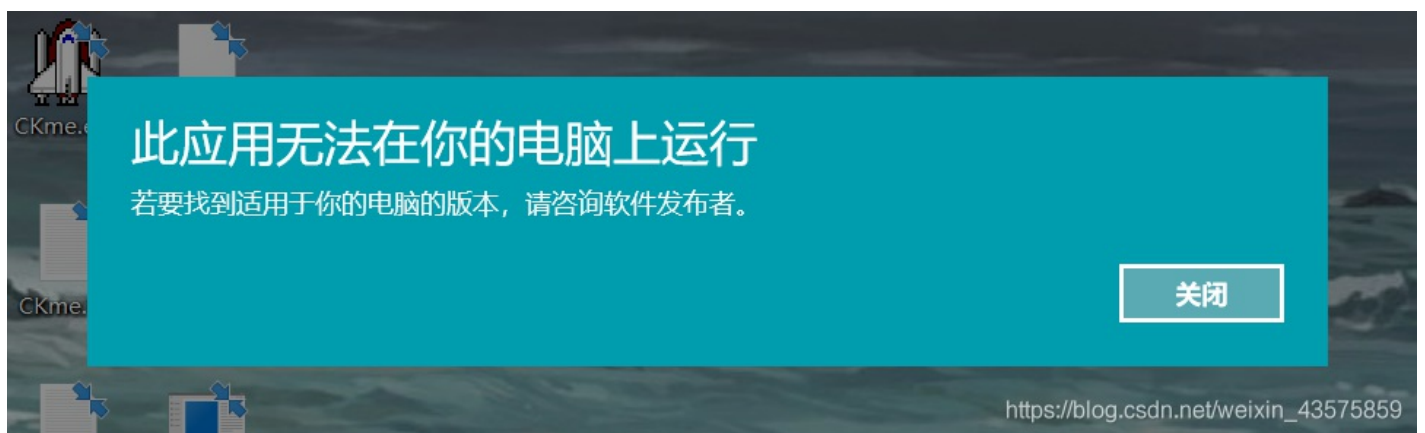 CKme.
此应用无法在你的电脑上运行
若要找到适用于你的电脑的版本，请咨询软件发布者。
关闭
CKme.
https://blog.csdn.net/weixin_43575859